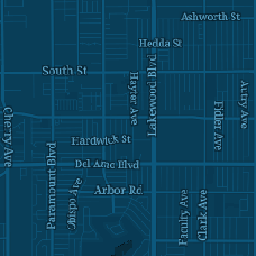 Ashworth St
Hedda St
South St
Hayter Ave
Lakewood Blvd
Fidler Ave
Autry Ave
Cherry Ave
Hardwick St
Del Amo Blvd
Paramount Blvd
Obispo Ave
Arbor Rd
Faculty Ave
Clark Ave